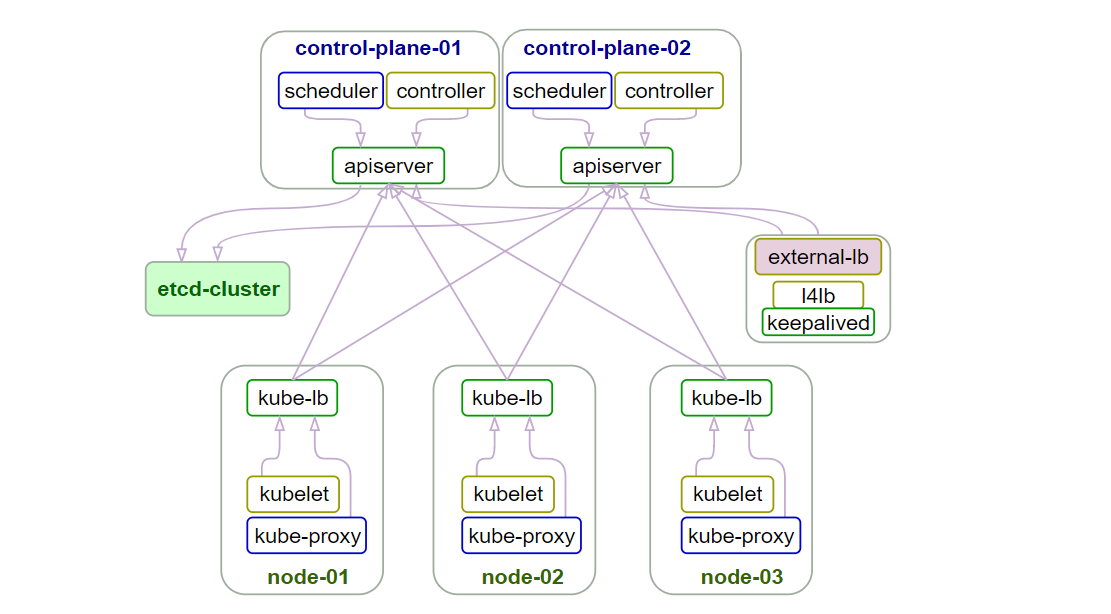 control-plane-01
control-plane-02
scheduler
controller
scheduler
controller
apiserver
apiserver
etcd-cluster
external-lb
l4lb
keepalived
kube-lb
kube-lb
kube-lb
kubelet
kubelet
kubelet
kube-proxy
kube-proxy
kube-proxy
node-01
node-02
node-03